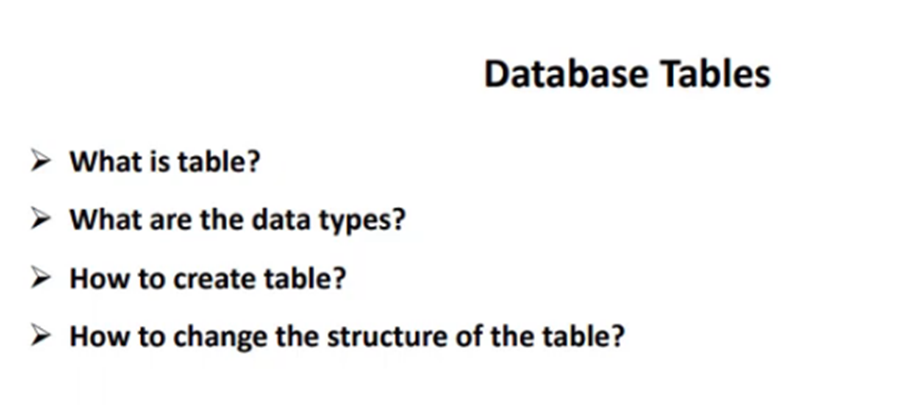 Database Tables
What is table?
What are the data types?
How to create table?
How to change the structure of the table?